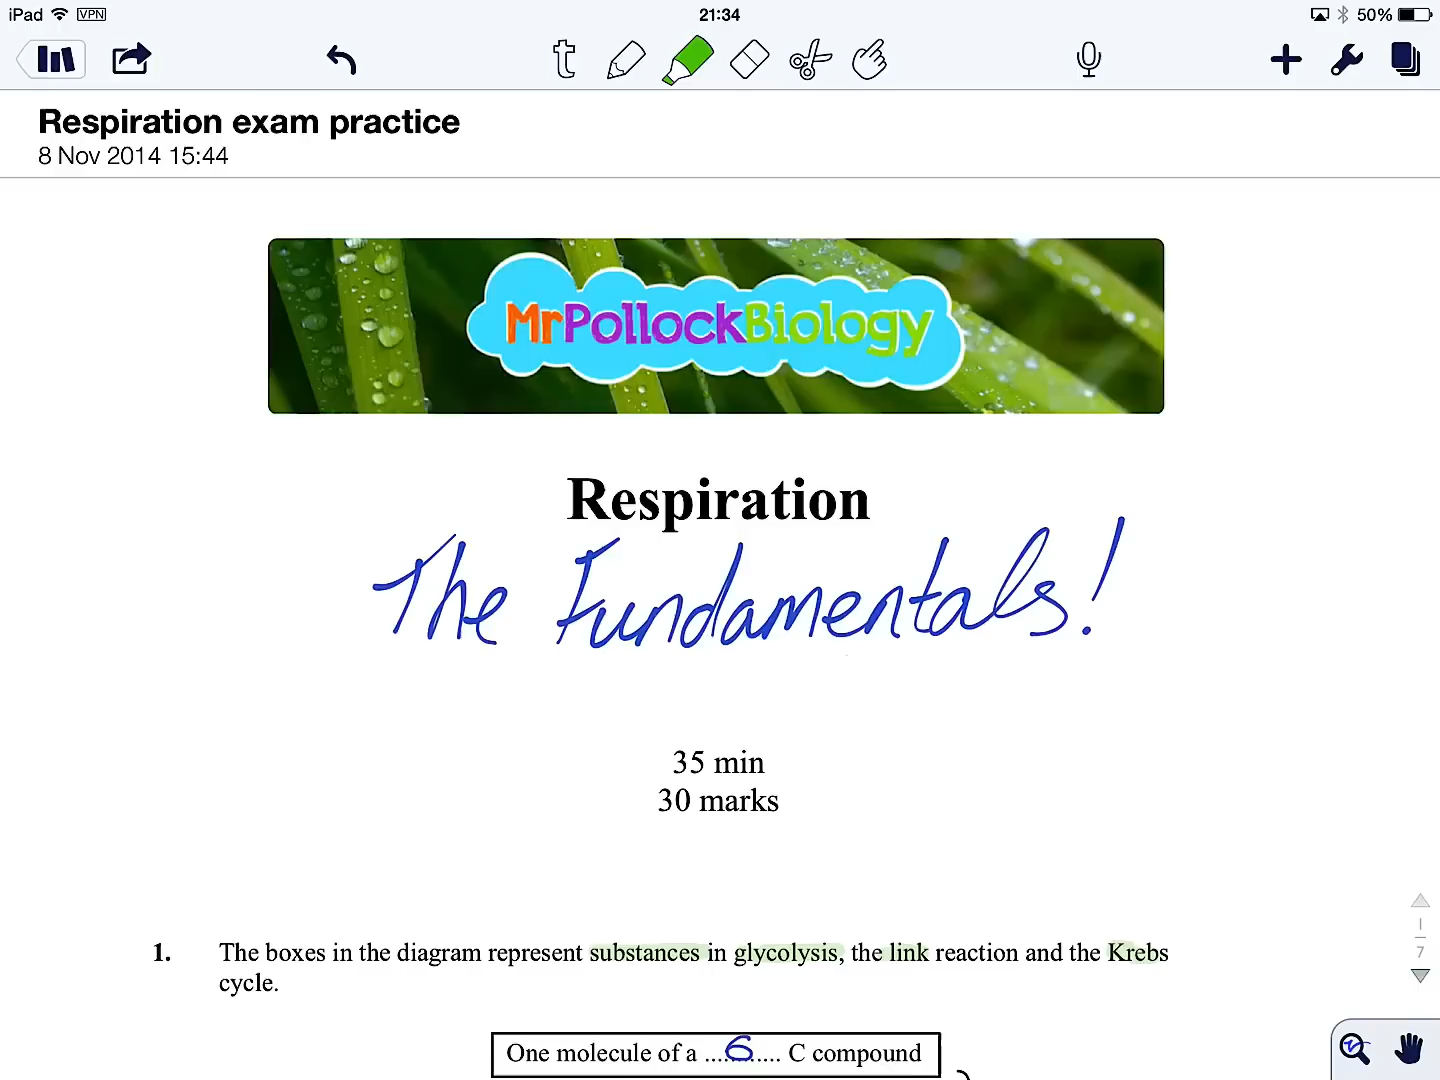 iPad VPN 21:34 50%
t
Respiration exam practice
8 Nov 2014 15:44
MrPollockBiology
Respiration
The Fundamentals!
35 min
30 marks
1. The boxes in the diagram represent substances in glycolysis, the link reaction and the Krebs
cycle.
1
7
One molecule of a ...6.... C compound